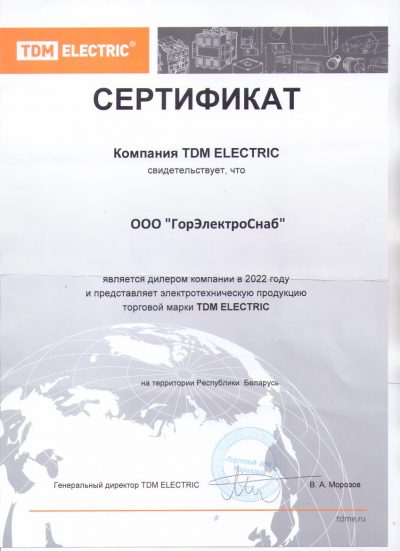 TDM ELECTRIC®
СЕРТИФИКАТ
Компания TDM ELECTRIC
свидетельствует, что
ООО "ГорЭлектроСнаб"
является дилером компании в 2022 году
и представляет электротехническую продукцию
торговой марки TDM ELECTRIC
на территории Республики Беларусь
Генеральный директор TDM ELECTRIC
В. А. Морозов
tdme.ru